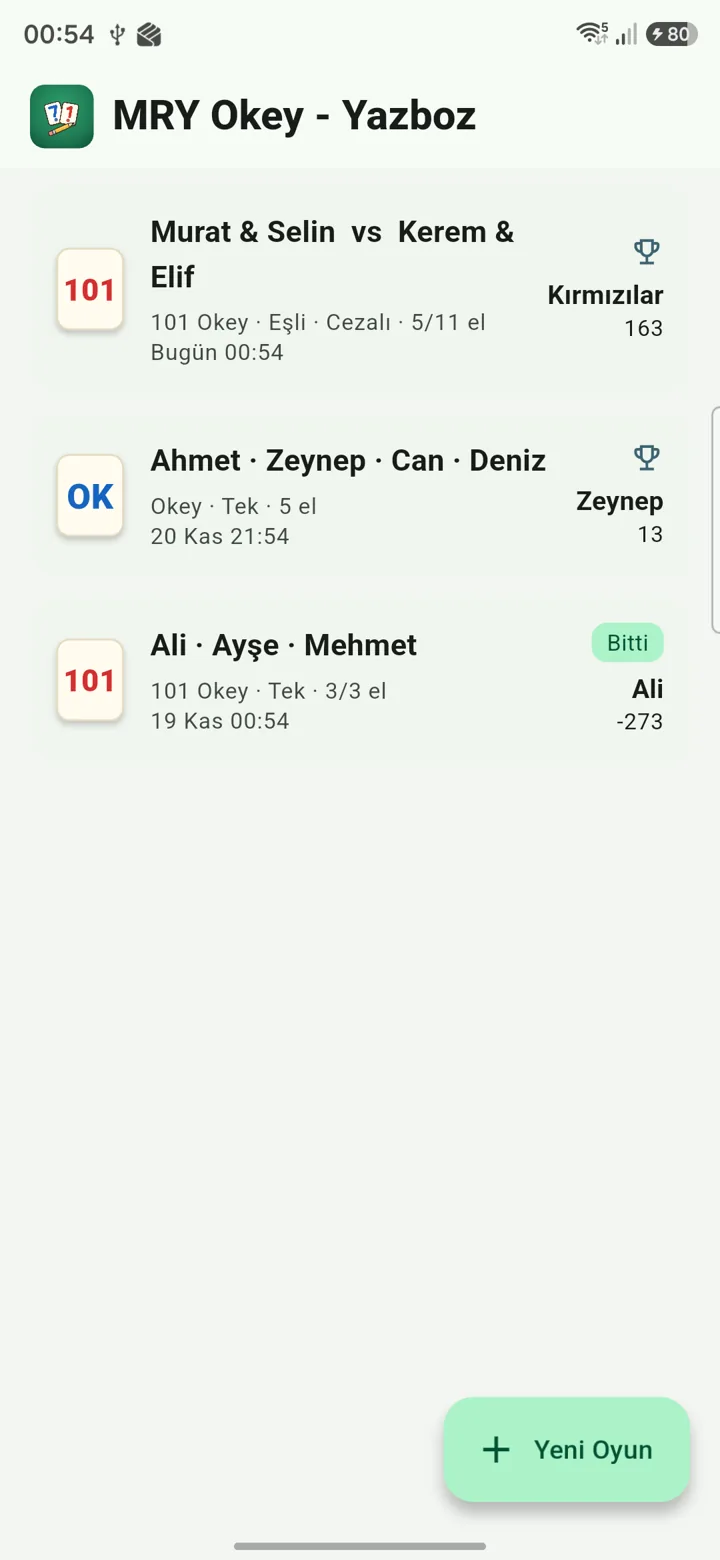 00:54
5
80
MRY Okey - Yazboz
101
Murat & Selin vs Kerem &
Elif
101 Okey · Eşli · Cezalı · 5/11 el
Bugün 00:54
Kırmızılar
163
OK
Ahmet · Zeynep · Can · Deniz
Okey · Tek · 5 el
20 Kas 21:54
Zeynep
13
101
Ali · Ayşe · Mehmet
101 Okey · Tek · 3/3 el
19 Kas 00:54
Bitti
Ali
-273
+ Yeni Oyun